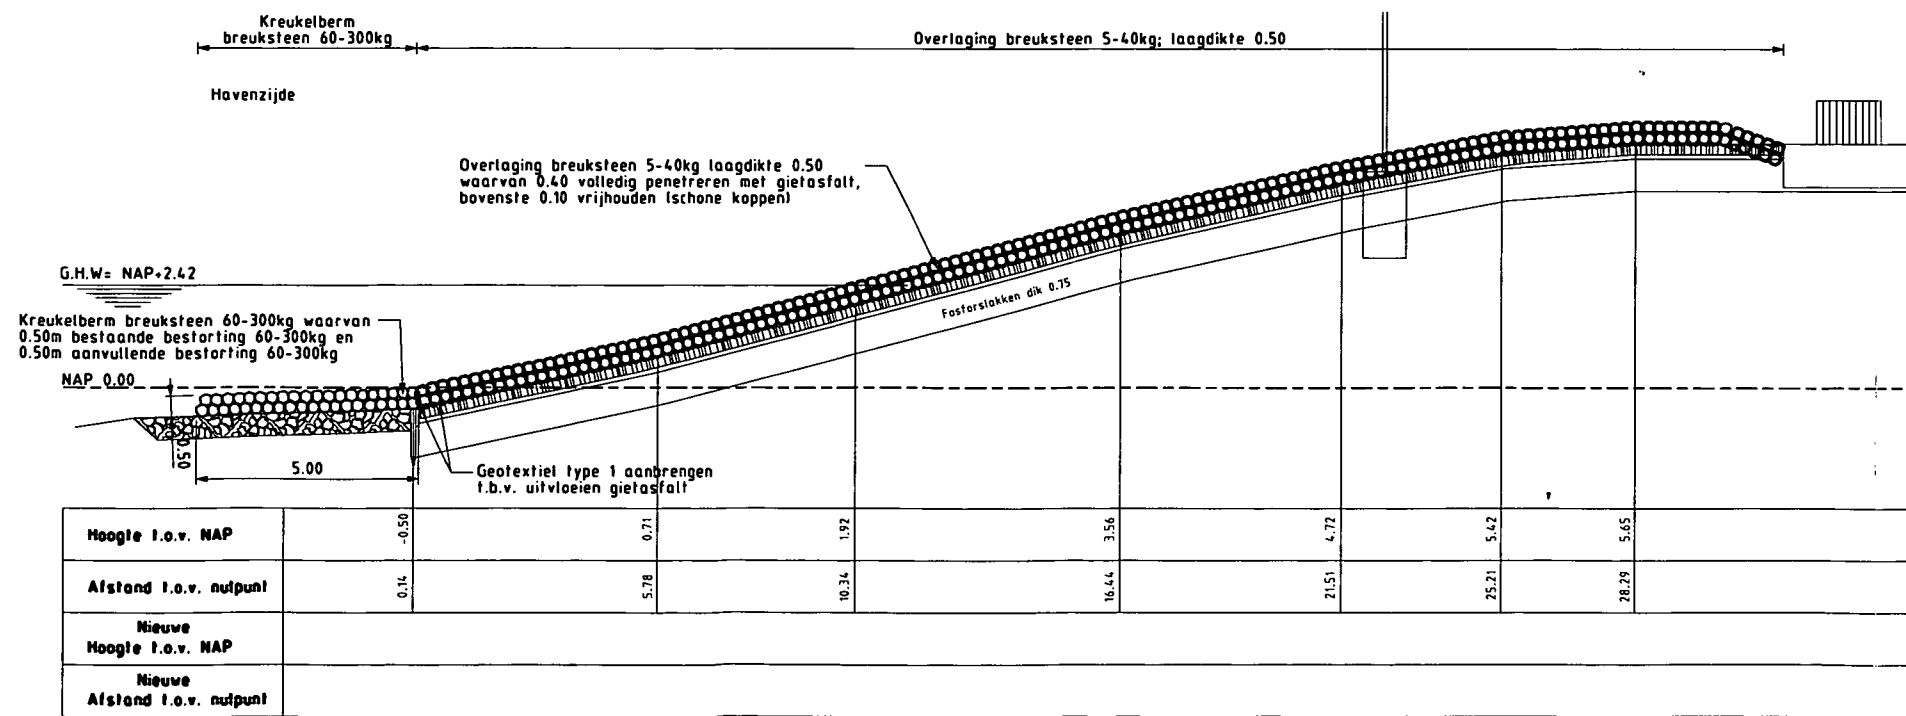 Kreukelberm
breuksteen 60-300kg
Overlaging breuksteen 5-40kg; laagdikte 0.50
Havenzijde
Overlaging breuksteen 5-40kg laagdikte 0.50
waarvan 0.40 volledig penetreren met gietasfalt,
bovenste 0.10 vrijhouden (schone koppen)
G.H.W= NAP+2.42
Fosforslakken dik 0.75
Kreukelberm breuksteen 60-300kg waarvan
0.50m bestaande bestorting 60-300kg en
0.50m aanvullende bestorting 60-300kg
NAP 0.00
0.50
5.00
Geotextiel type 1 aanbrengen
t.b.v. uitvloeien gietasfalt
Hoogte t.o.v. NAP
-0.50
0.71
1.92
3.56
4.72
5.42
5.65
Afstand t.o.v. nulpunt
0.14
5.78
10.34
16.44
21.51
25.21
28.29
Nieuwe
Hoogte t.o.v. NAP
Nieuwe
Afstand t.o.v. nulpunt